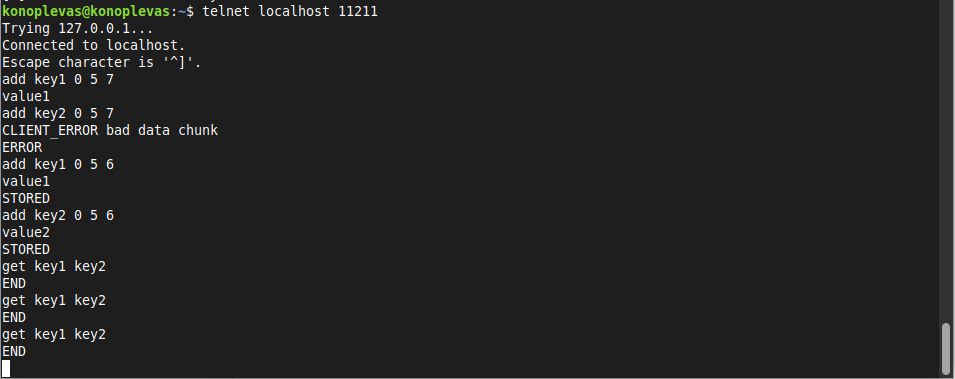 konoplevas@konoplevas:~$ telnet localhost 11211
Trying 127.0.0.1...
Connected to localhost.
Escape character is '^]'.
add key1 0 5 7
value1
add key2 0 5 7
CLIENT_ERROR bad data chunk
ERROR
add key1 0 5 6
value1
STORED
add key2 0 5 6
value2
STORED
get key1 key2
END
get key1 key2
END
get key1 key2
END